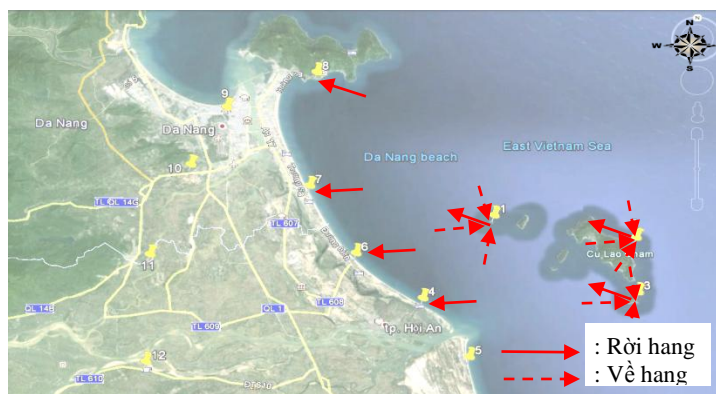 N
W
S
8
9
Da Nang
Da Nang
10
Da Nang beach
East Vietnam Sea
7
TL QL 14G
TL 607
1
6
Cu Lao Cham
11
3
4
QL 14B
QL 1
TL 608
TL 609
Tp. Hội An
5
12
TL 610
ĐT 610
: Rời hang
: Về hang